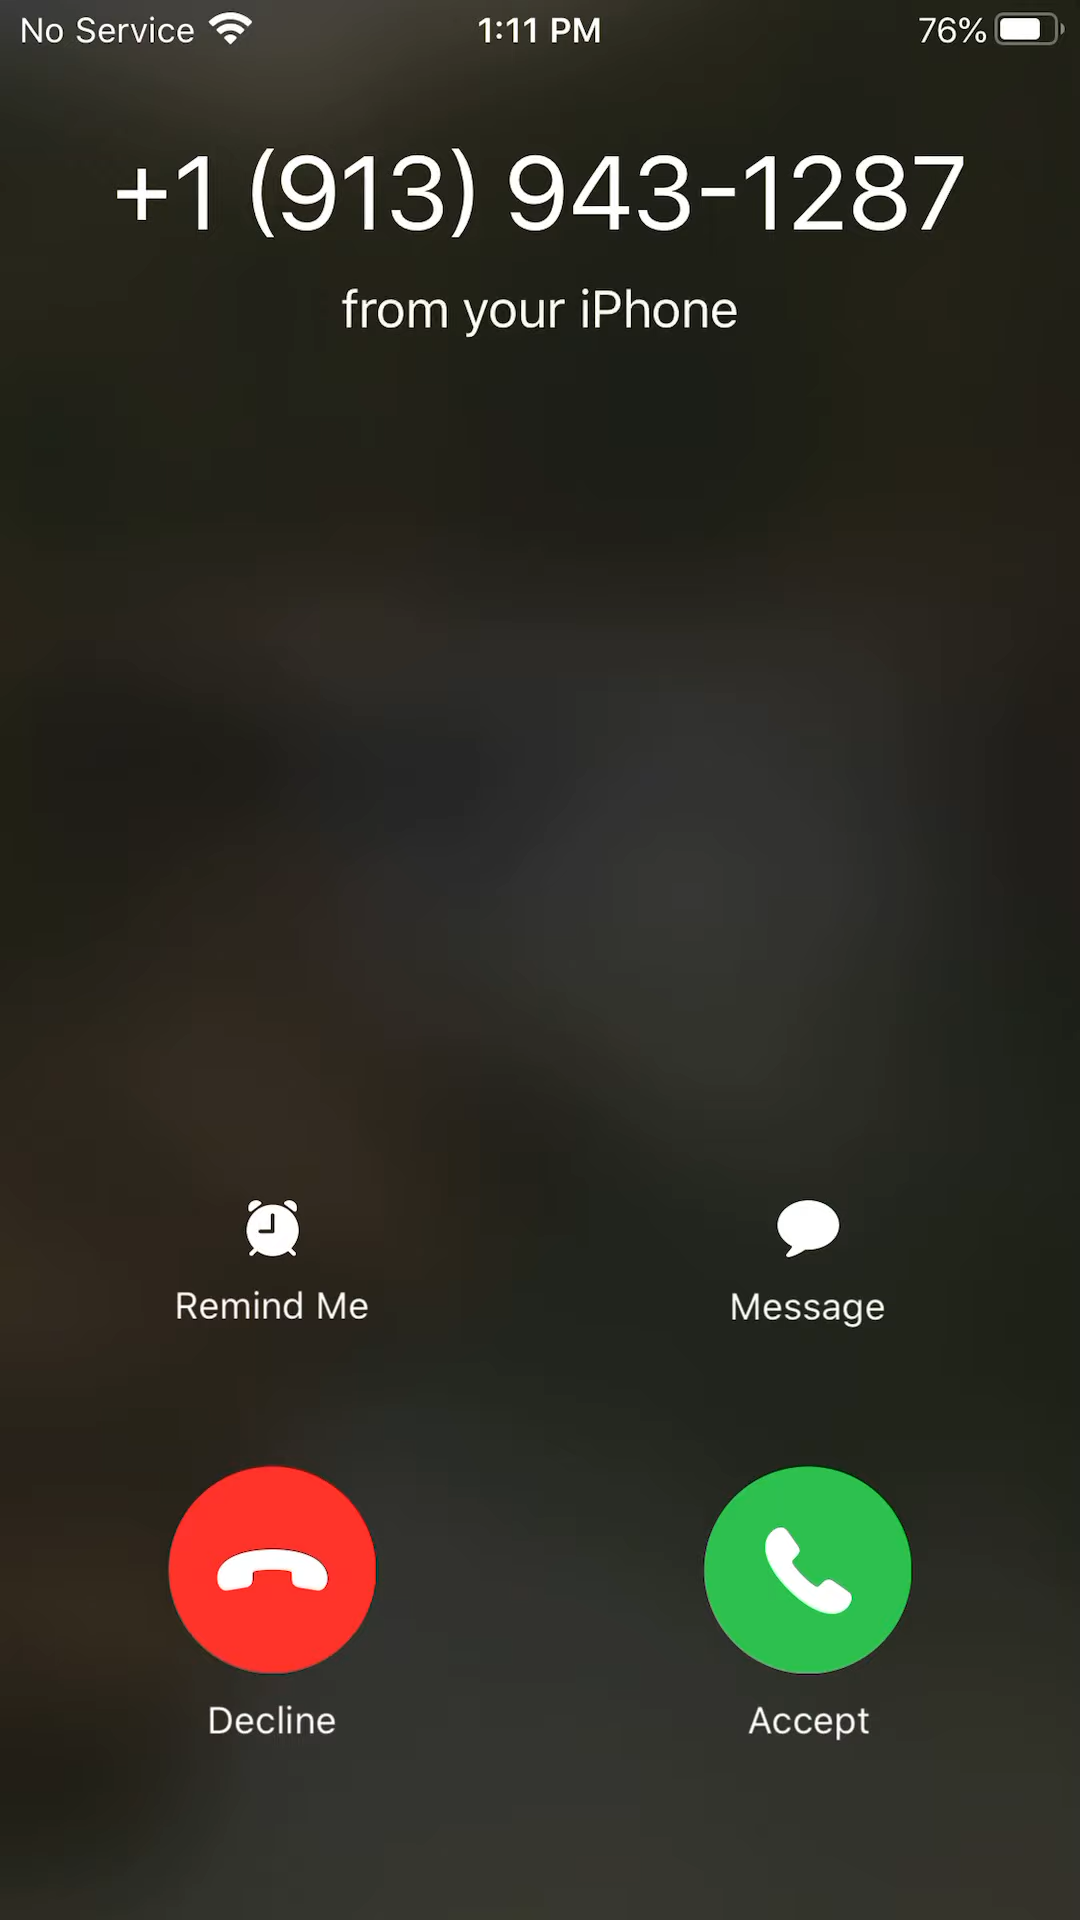 No Service 1:11 PM 76%
+1 (913) 943-1287
from your iPhone
Remind Me Message
Decline Accept